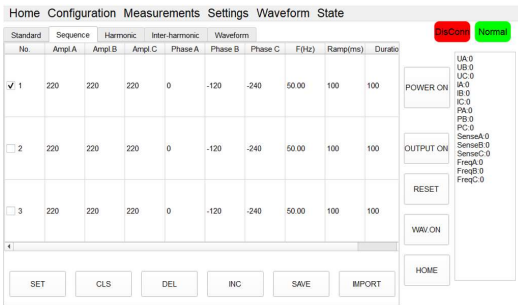 Home Configuration Measurements Settings Waveform State
DisConn Normal
Standard Sequence Harmonic Inter-harmonic Waveform
No. Ampl.A Ampl.B Ampl.C Phase A Phase B Phase C F(Hz) Ramp(ms) Duratio
1 220 220 220 0 -120 -240 50.00 100 100
2 220 220 220 0 -120 -240 50.00 100 100
3 220 220 220 0 -120 -240 50.00 100 100
SET CLS DEL INC SAVE IMPORT
POWER ON
OUTPUT ON
RESET
WAV.ON
HOME
UA:0
UB:0
UC:0
IA:0
IB:0
IC:0
PA:0
PB:0
PC:0
SenseA:0
SenseB:0
SenseC:0
FreqA:0
FreqB:0
FreqC:0